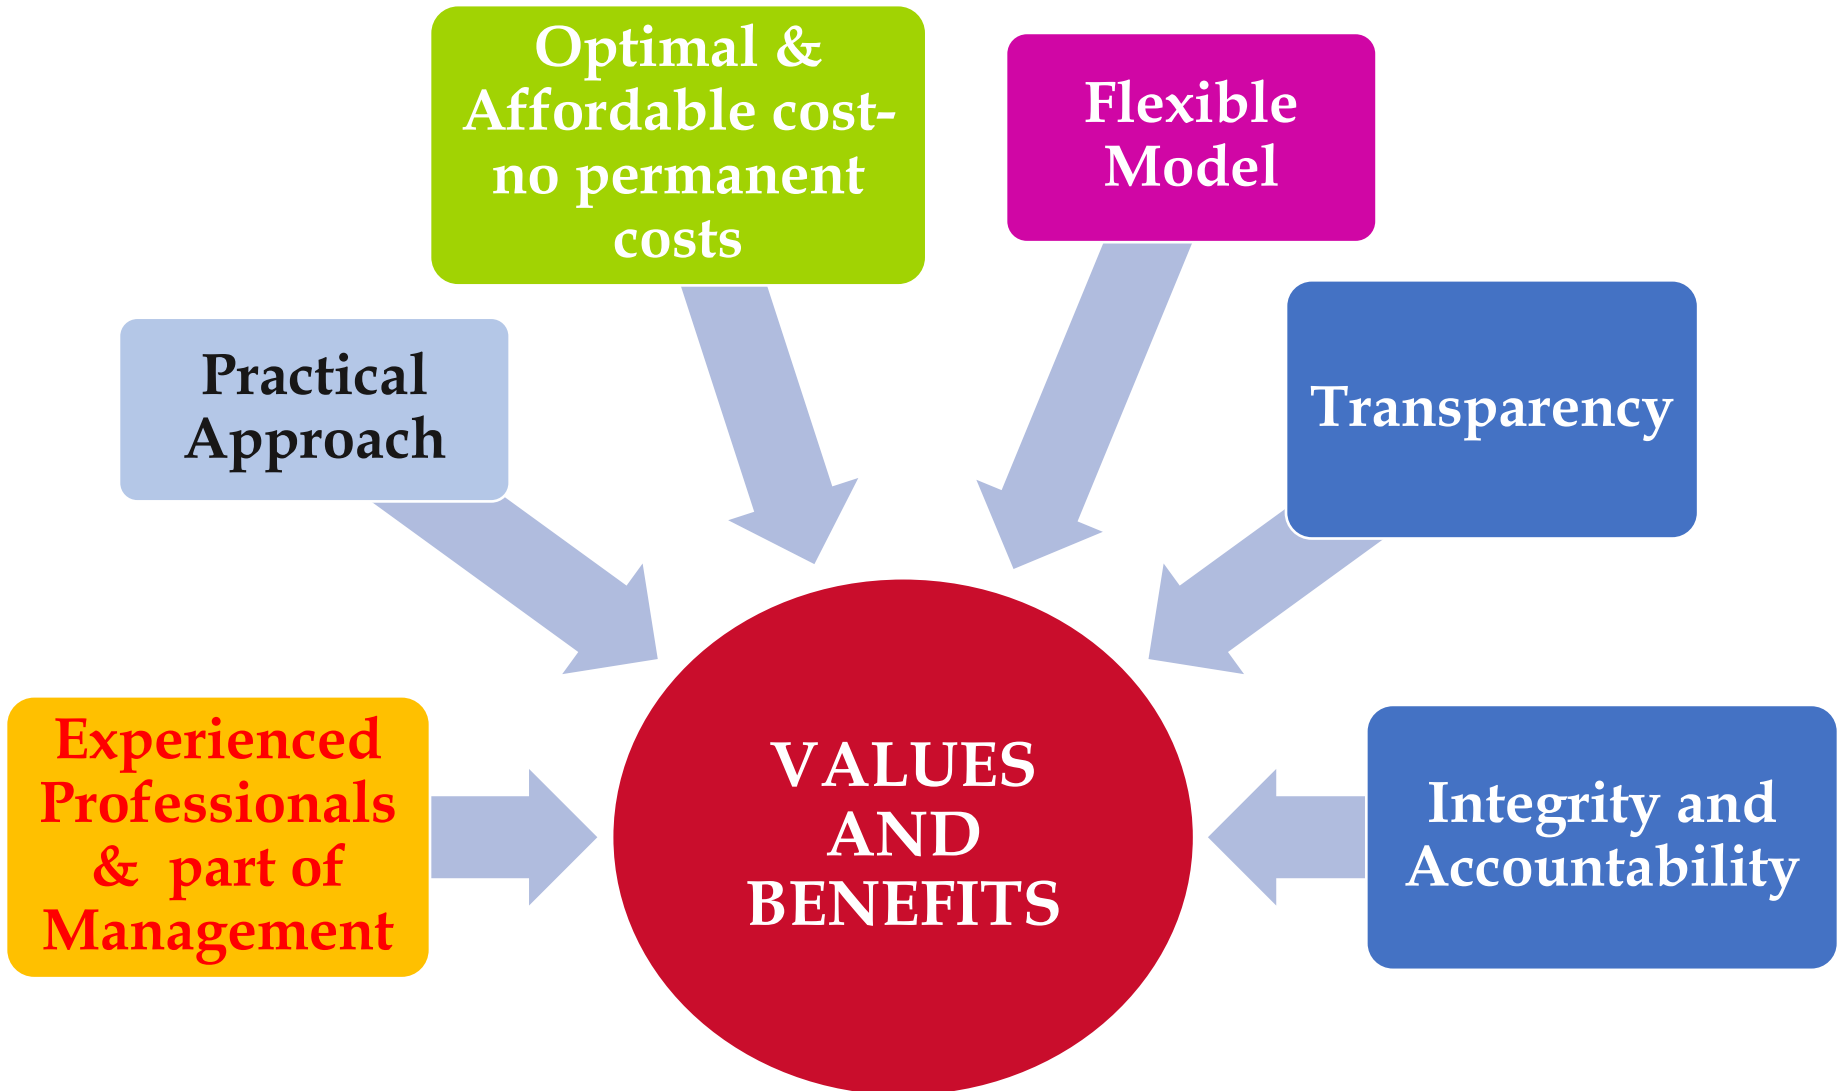 Optimal &
Affordable cost-
no permanent
costs
Flexible
Model
Practical
Approach
Transparency
Experienced
Professionals
&  part of
Management
VALUES
AND
BENEFITS
Integrity and
Accountability